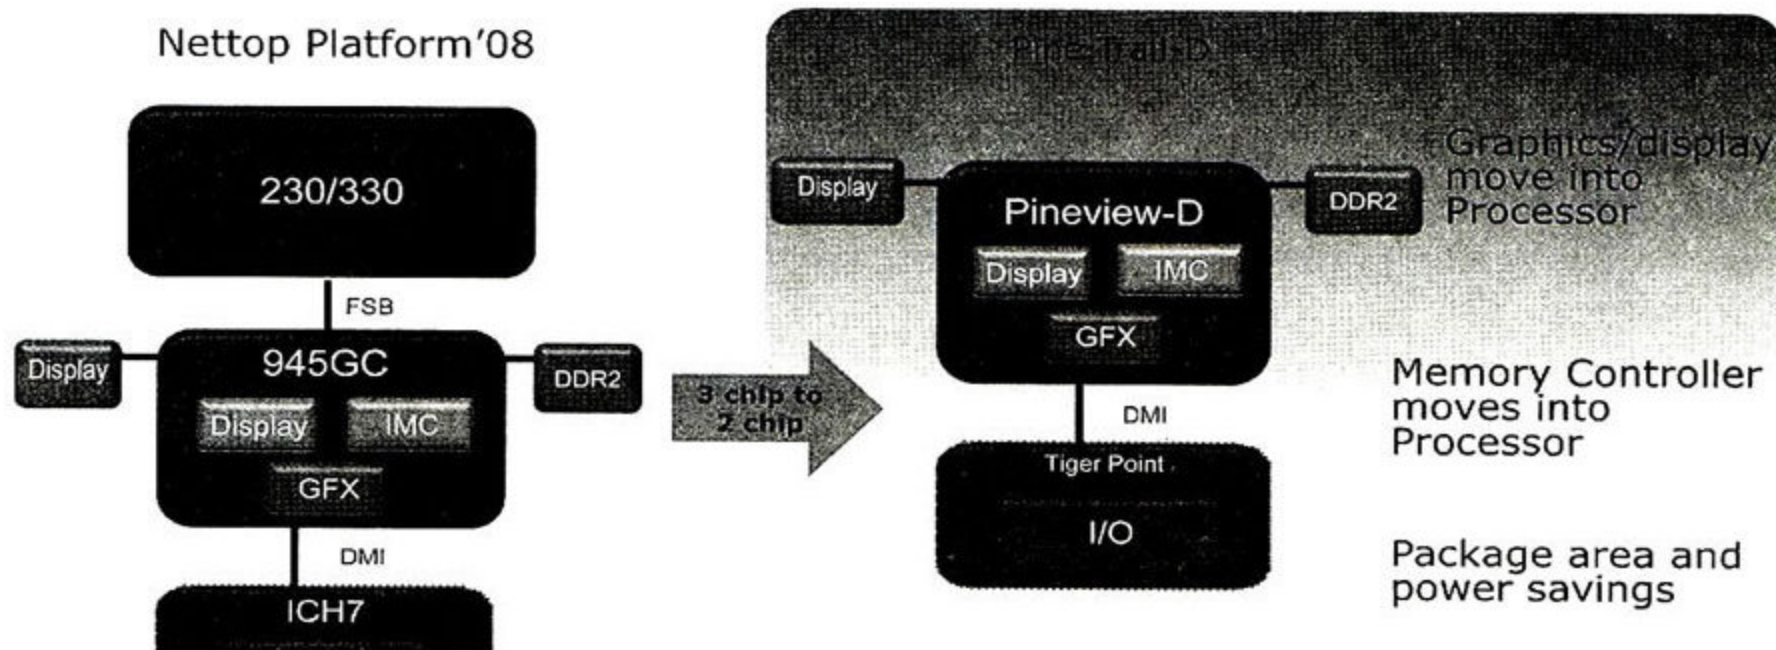 Nettop Platform'08
230/330
FSB
Display
945GC
DDR2
Display
IMC
GFX
DMI
ICH7
3 chip to
2 chip
Pine Trail-D
Display
Pineview-D
DDR2
Display
IMC
GFX
DMI
Tiger Point
I/O
Graphics/display
move into
Processor
Memory Controller
moves into
Processor
Package area and
power savings